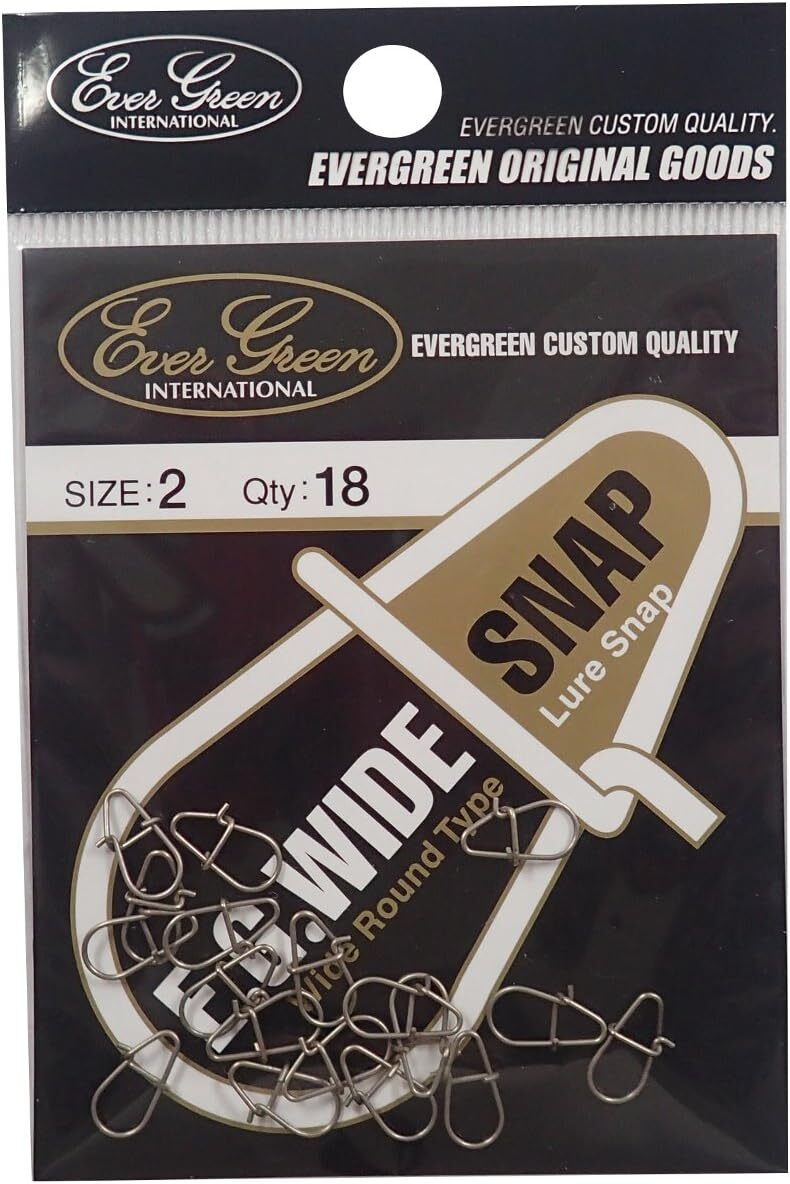 Ever Green
INTERNATIONAL
EVERGREEN CUSTOM QUALITY.
EVERGREEN ORIGINAL GOODS
Ever Green
INTERNATIONAL
EVERGREEN CUSTOM QUALITY
SIZE:2 Qty:18
SNAP
Lure Snap
E.G.WIDE
Wide Round Type